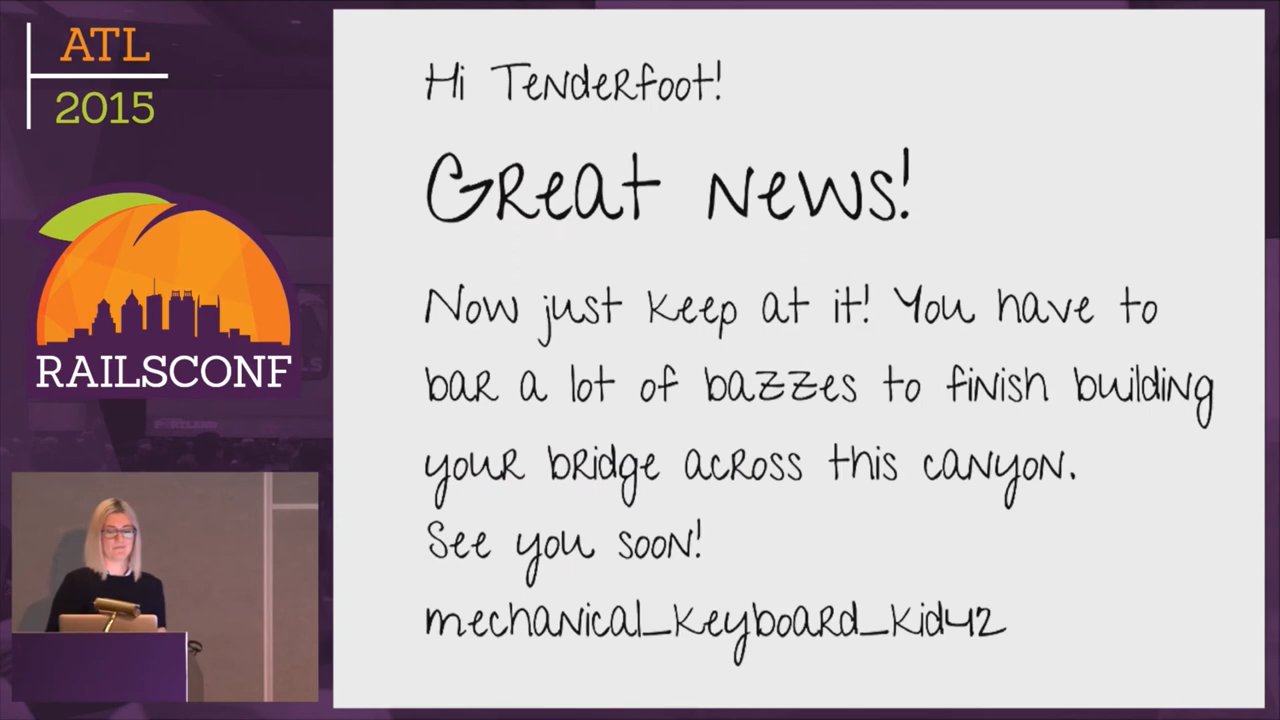 ATL
2015
RAILSCONF
Hi Tenderfoot!
Great news!
Now just keep at it! You have to
bar a lot of bazzes to finish building
your bridge across this canyon.
See you soon!
mechanical_keyboard_kid42